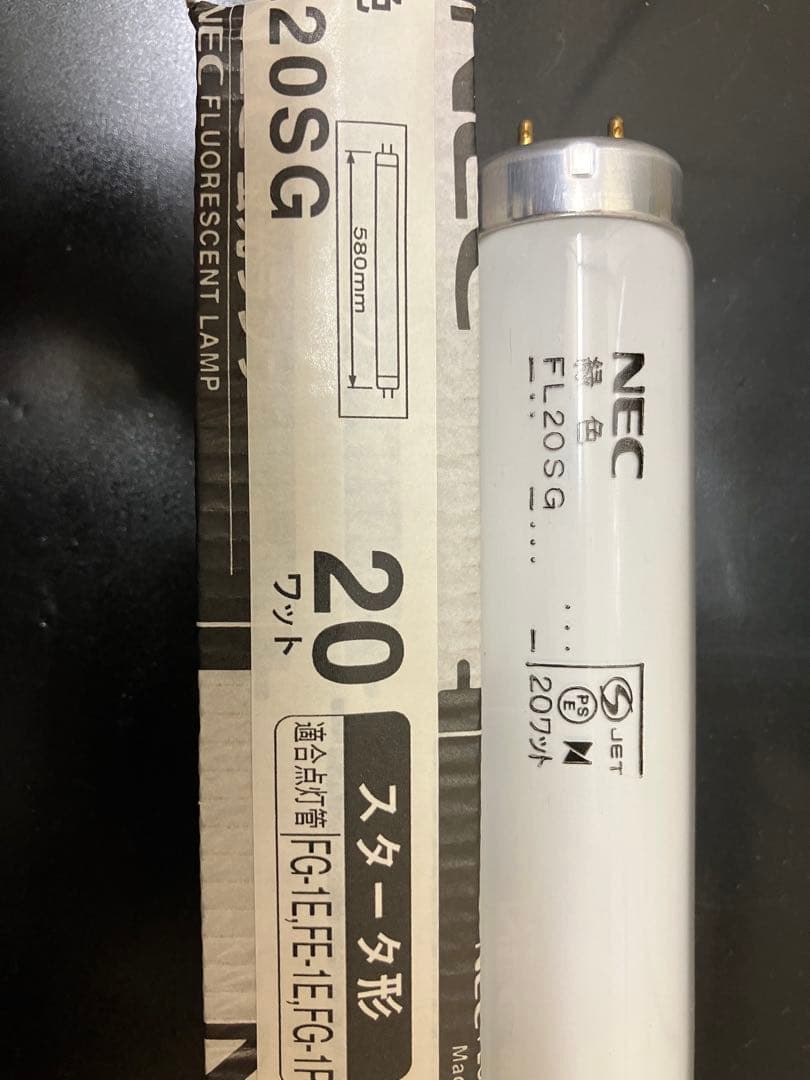 NEC FLUORESCENT LAMP
20SG
580mm
20
ワット
スタータ形
適合点灯管 FG-1E,FE-1E,FG-1P
NEC
NEC
緑色
FL20SG
JET
PS
E
20ワット